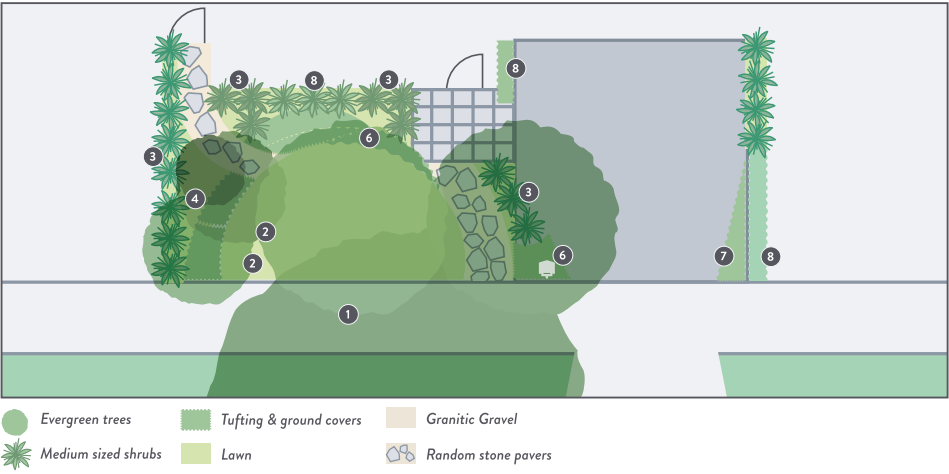 3
8
3
8
6
3
4
3
2
6
7
8
2
1
Evergreen trees
Tufting & ground covers
Granitic Gravel
Medium sized shrubs
Lawn
Random stone pavers